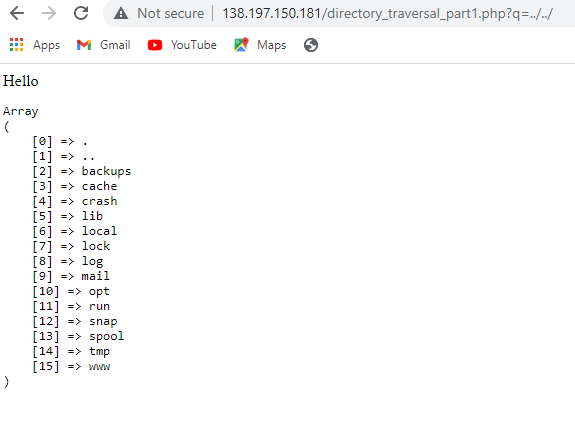 Not secure | 138.197.150.181/directory_traversal_part1.php?q=../../
Apps Gmail YouTube Maps
Hello
Array
(
    [0] => .
    [1] => ..
    [2] => backups
    [3] => cache
    [4] => crash
    [5] => lib
    [6] => local
    [7] => lock
    [8] => log
    [9] => mail
    [10] => opt
    [11] => run
    [12] => snap
    [13] => spool
    [14] => tmp
    [15] => www
)